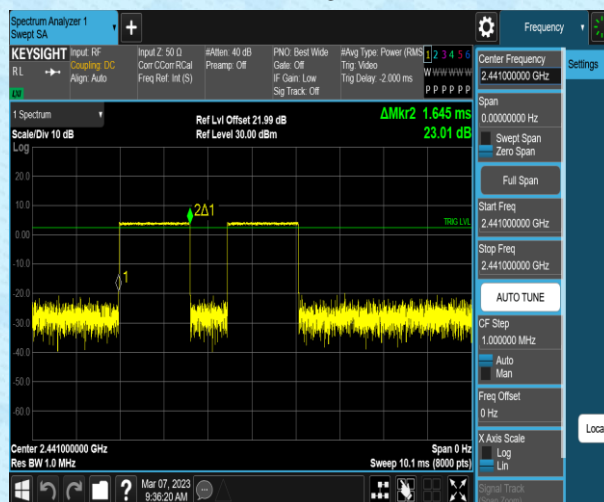 Spectrum Analyzer 1
Swept SA
+
Frequency
KEYSIGHT
RL
Input: RF
Coupling: DC
Align: Auto
Input Z: 50 Ω
Corr CCorr RCal
Freq Ref: Int (S)
#Atten: 40 dB
Preamp: Off
PNO: Best Wide
Gate: Off
IF Gain: Low
Sig Track: Off
#Avg Type: Power (RMS
Trig: Video
Trig Delay: -2.000 ms
1 2 3 4 5 6
W W W W W W
P P P P P P
1 Spectrum
Scale/Div 10 dB
Log
Ref Lvl Offset 21.99 dB
Ref Level 30.00 dBm
ΔMkr2 1.645 ms
23.01 dB
20.0
10.0
0.00
-10.0
-20.0
-30.0
-40.0
-50.0
-60.0
2Δ1
1
TRIG LVL
Center 2.441000000 GHz
Res BW 1.0 MHz
Span 0 Hz
Sweep 10.1 ms (8000 pts)
Mar 07, 2023
9:36:20 AM
?
Center Frequency
2.441000000 GHz
Settings
Span
0.00000000 Hz
Swept Span
Zero Span
Full Span
Start Freq
2.441000000 GHz
Stop Freq
2.441000000 GHz
AUTO TUNE
CF Step
1.000000 MHz
Auto
Man
Freq Offset
0 Hz
Loca
X Axis Scale
Log
Lin
Signal Track